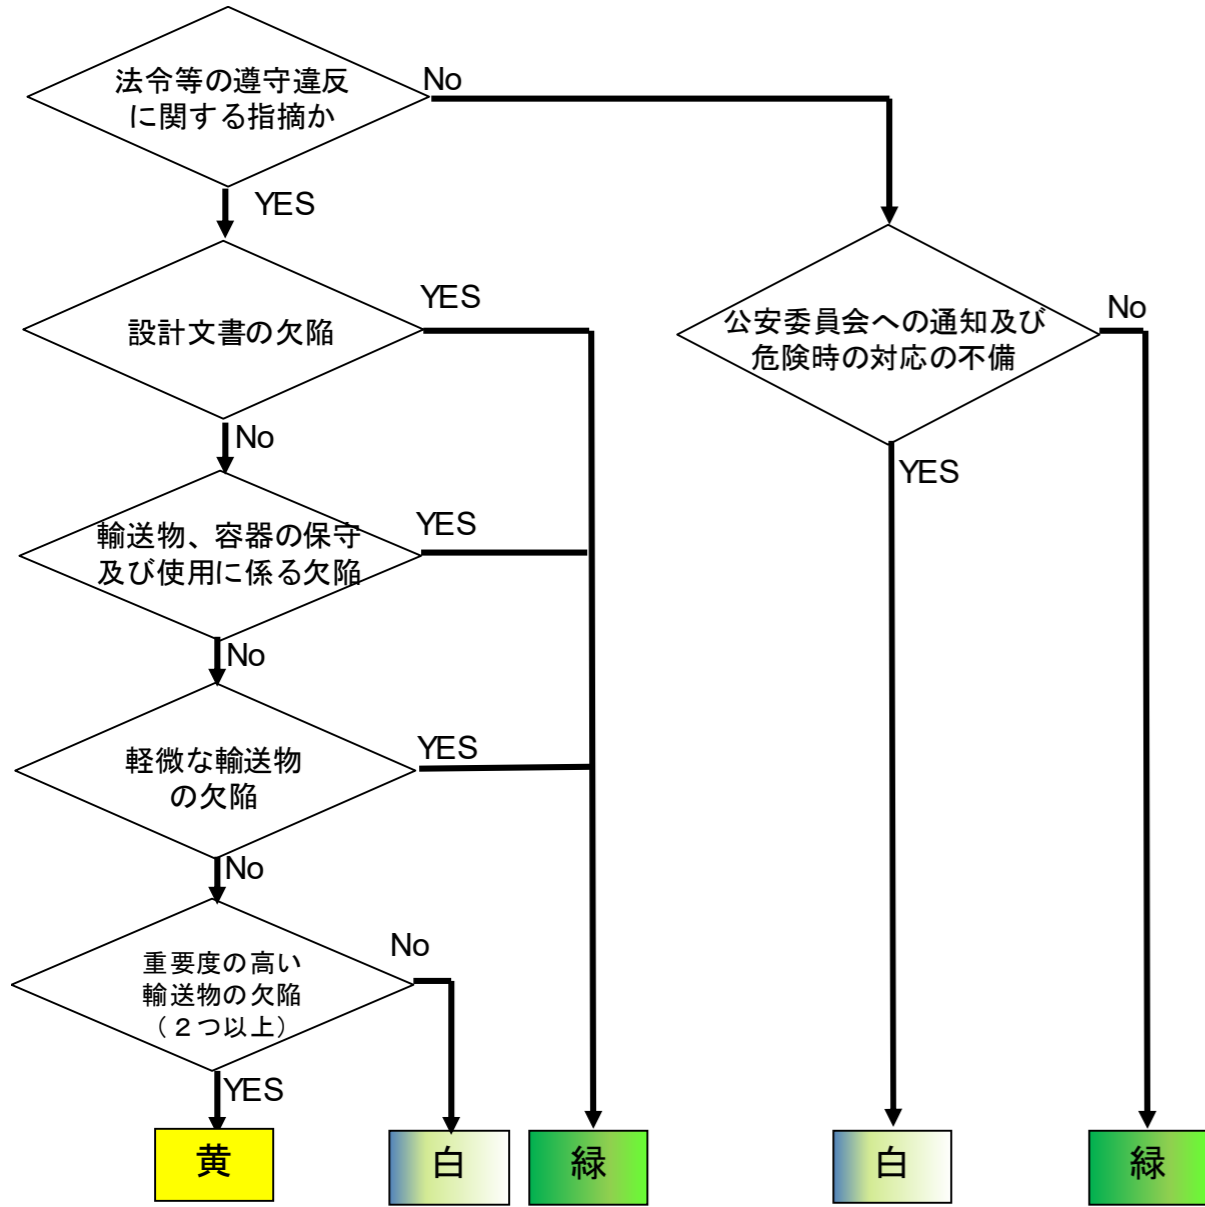 法令等の遵守違反
に関する指摘か
No
YES
設計文書の欠陥
YES
No
公安委員会への通知及び
危険時の対応の不備
No
YES
輸送物、容器の保守
及び使用に係る欠陥
YES
No
軽微な輸送物
の欠陥
YES
No
重要度の高い
輸送物の欠陥
(２つ以上)
No
YES
黄
白
緑
白
緑